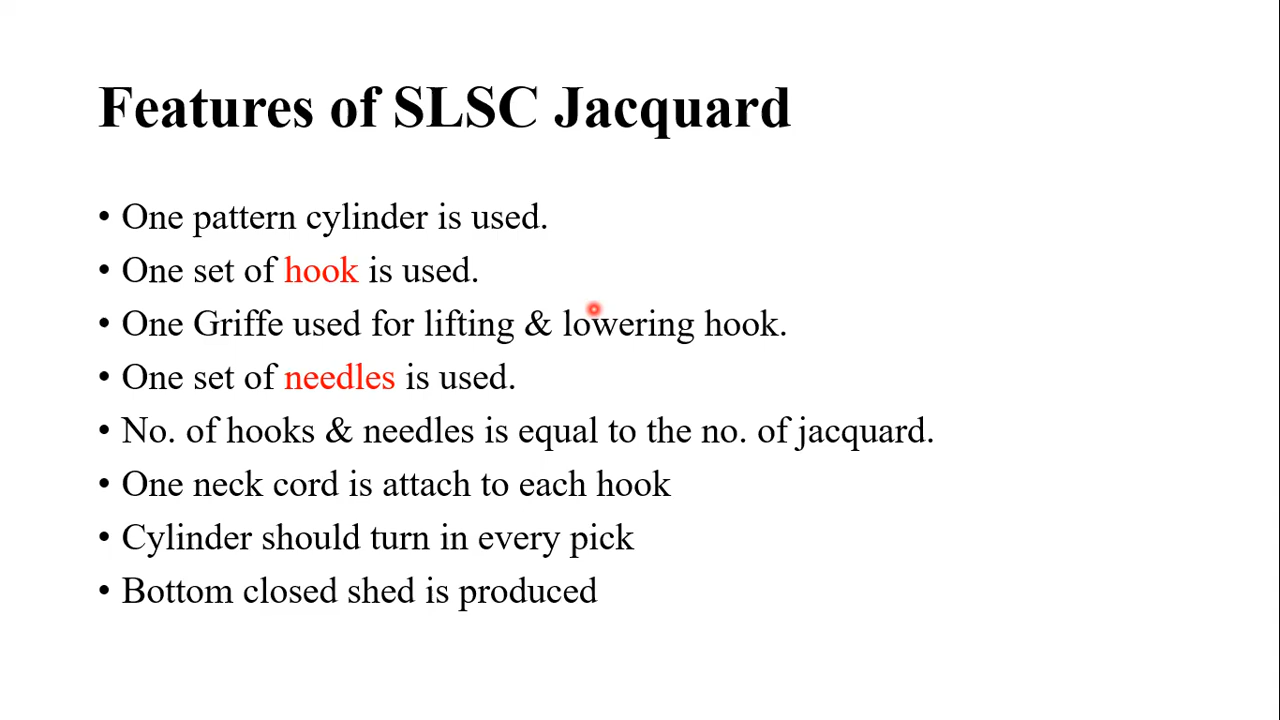 Features of SLSC Jacquard
• One pattern cylinder is used.
• One set of hook is used.
• One Griffe used for lifting & lowering hook.
• One set of needles is used.
• No. of hooks & needles is equal to the no. of jacquard.
• One neck cord is attach to each hook
• Cylinder should turn in every pick
• Bottom closed shed is produced